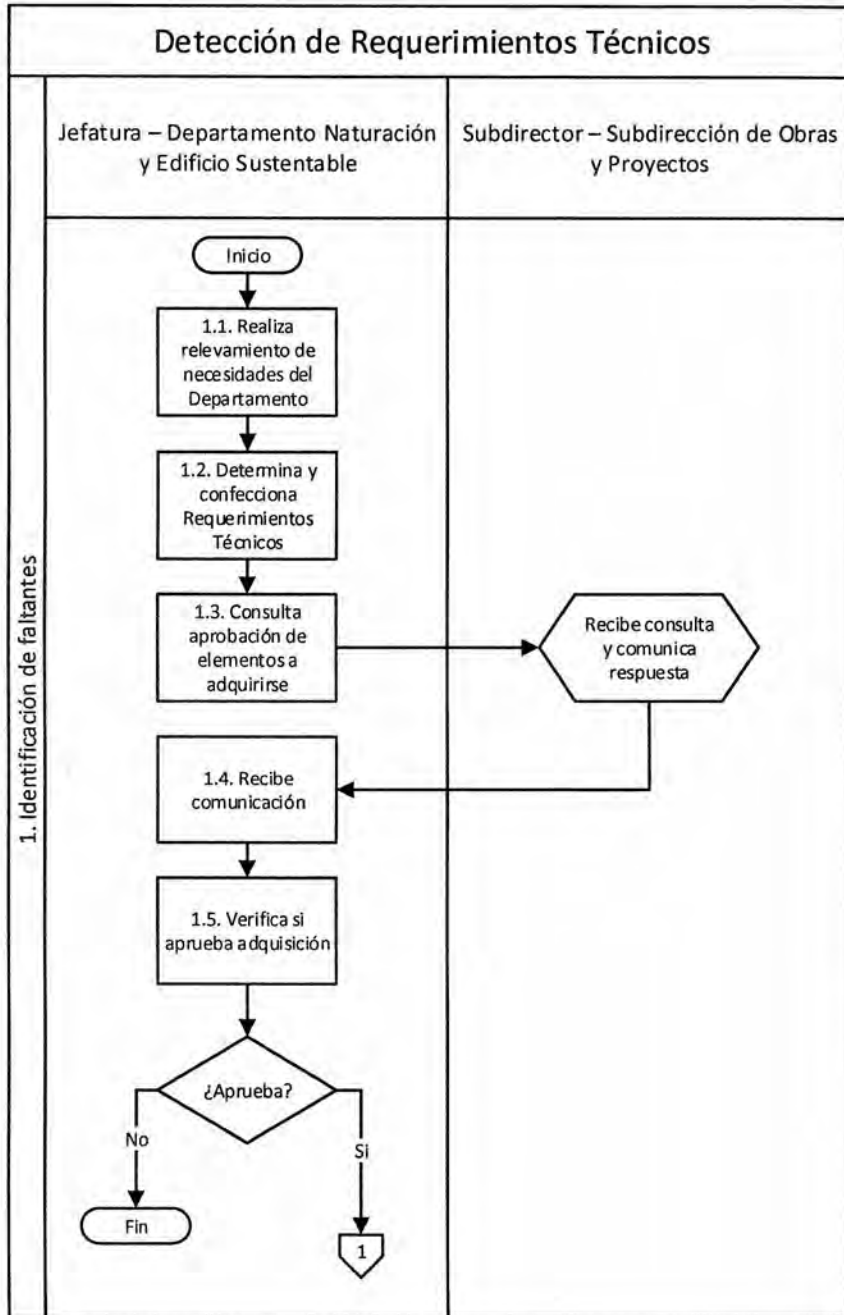 Detección de Requerimientos Técnicos
Jefatura – Departamento Naturación
y Edificio Sustentable
Subdirector – Subdirección de Obras
y Proyectos
1. Identificación de faltantes
Inicio
1.1. Realiza
relevamiento de
necesidades del
Departamento
1.2. Determina y
confecciona
Requerimientos
Técnicos
1.3. Consulta
aprobación de
elementos a
adquirirse
Recibe consulta
y comunica
respuesta
1.4. Recibe
comunicación
1.5. Verifica si
aprueba adquisición
¿Aprueba?
No
Si
Fin
1